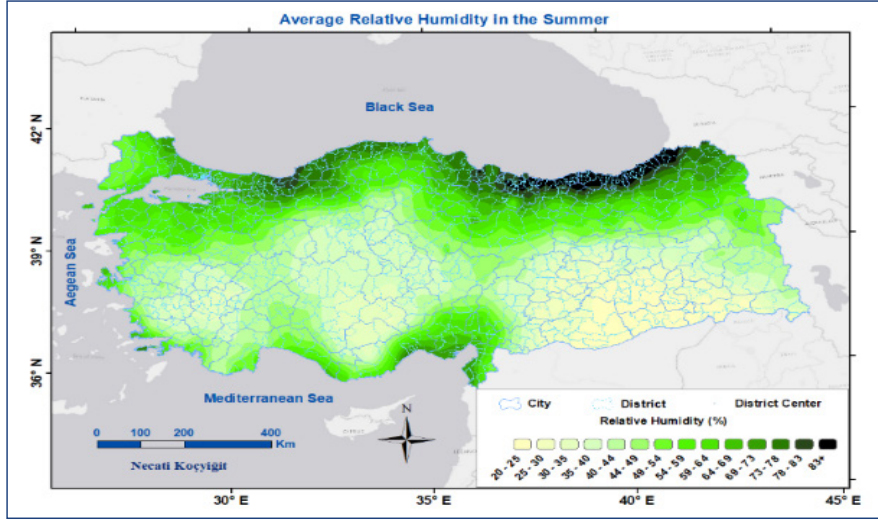 Average Relative Humidity in the Summer
Black Sea
42° N
39° N
36° N
Aegean Sea
Mediterranean Sea
N
0 100 200 400
Km
Necati Koçyiğit
City District District Center
Relative Humidity (%)
20 - 25 25 - 30 30 - 35 35 - 40 40 - 44 44 - 49 49 - 54 54 - 59 59 - 64 64 - 69 69 - 73 73 - 78 78 - 83 83+
30° E 35° E 40° E 45° E